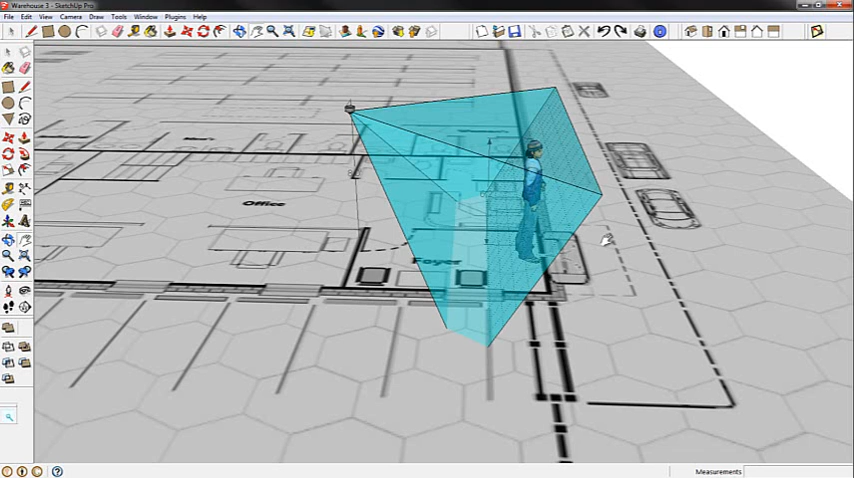 Warehouse 3 - SketchUp Pro
File Edit View Camera Draw Tools Window Plugins Help
Men's
Office
Foyer
Measurements